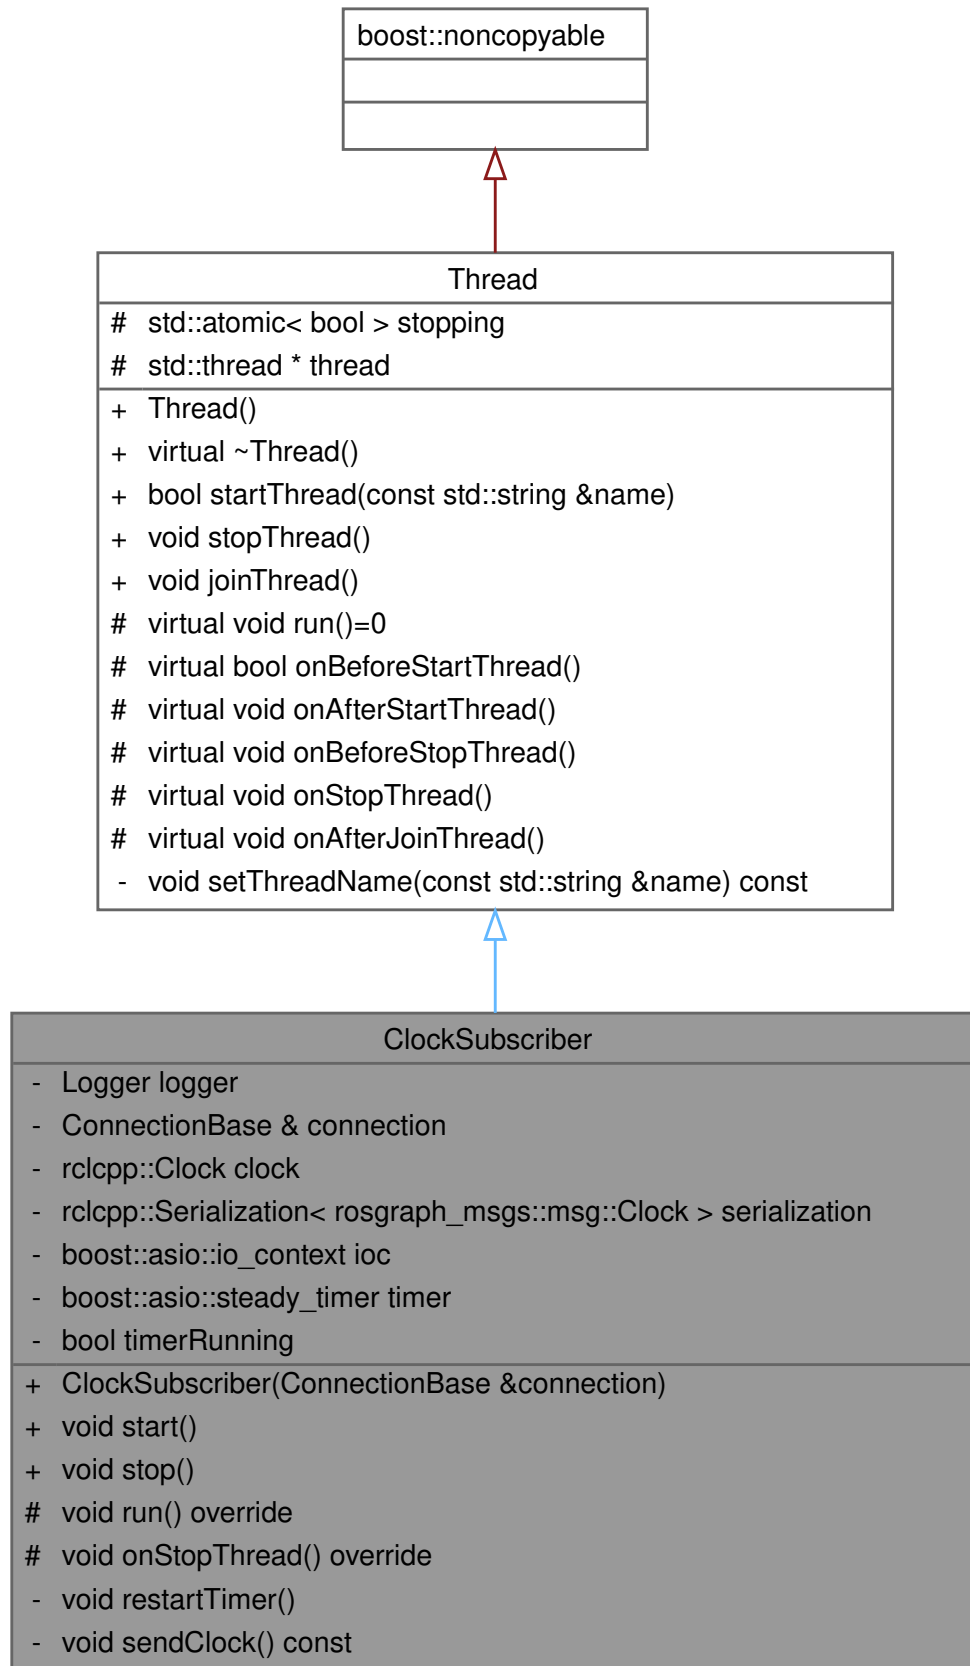 boost::noncopyable
Thread
# std::atomic< bool > stopping
# std::thread * thread
+ Thread()
+ virtual ~Thread()
+ bool startThread(const std::string &name)
+ void stopThread()
+ void joinThread()
# virtual void run()=0
# virtual bool onBeforeStartThread()
# virtual void onAfterStartThread()
# virtual void onBeforeStopThread()
# virtual void onStopThread()
# virtual void onAfterJoinThread()
- void setThreadName(const std::string &name) const
ClockSubscriber
- Logger logger
- ConnectionBase & connection
- rclcpp::Clock clock
- rclcpp::Serialization< rosgraph_msgs::msg::Clock > serialization
- boost::asio::io_context ioc
- boost::asio::steady_timer timer
- bool timerRunning
+ ClockSubscriber(ConnectionBase &connection)
+ void start()
+ void stop()
# void run() override
# void onStopThread() override
- void restartTimer()
- void sendClock() const